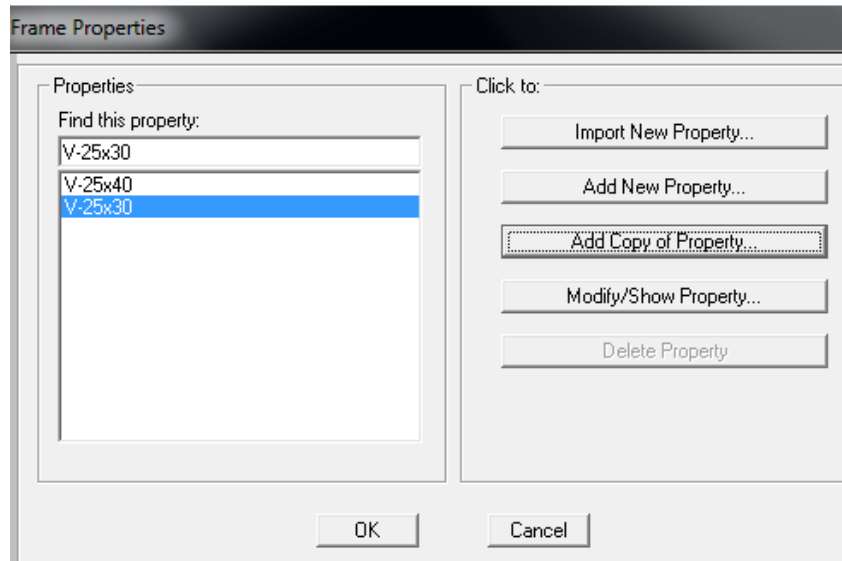 Frame Properties
Properties
Find this property:
V-25x30
V-25x40
V-25x30
Click to:
Import New Property...
Add New Property...
Add Copy of Property...
Modify/Show Property...
Delete Property
OK
Cancel